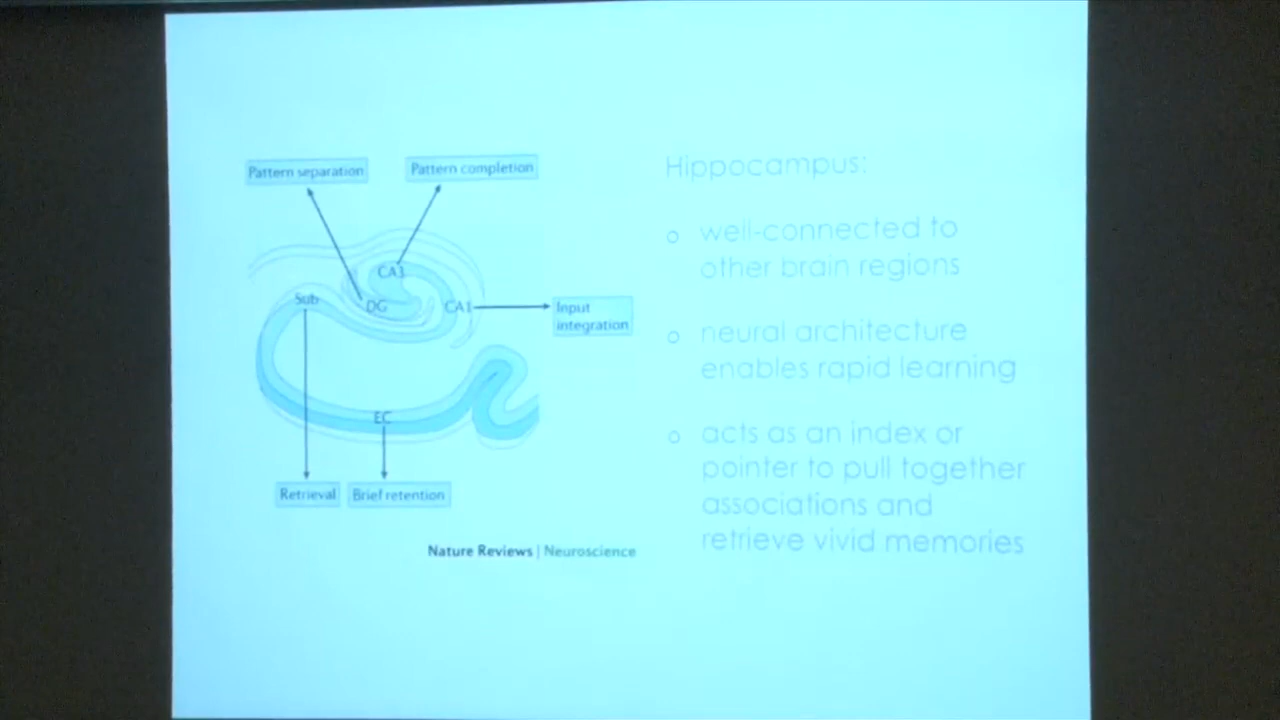 Pattern separation
Pattern completion
CA3
Sub
DG
CA1
Input
integration
EC
Retrieval
Brief retention
Nature Reviews | Neuroscience
Hippocampus:
o well-connected to
other brain regions
o neural architecture
enables rapid learning
o acts as an index or
pointer to pull together
associations and
retrieve vivid memories